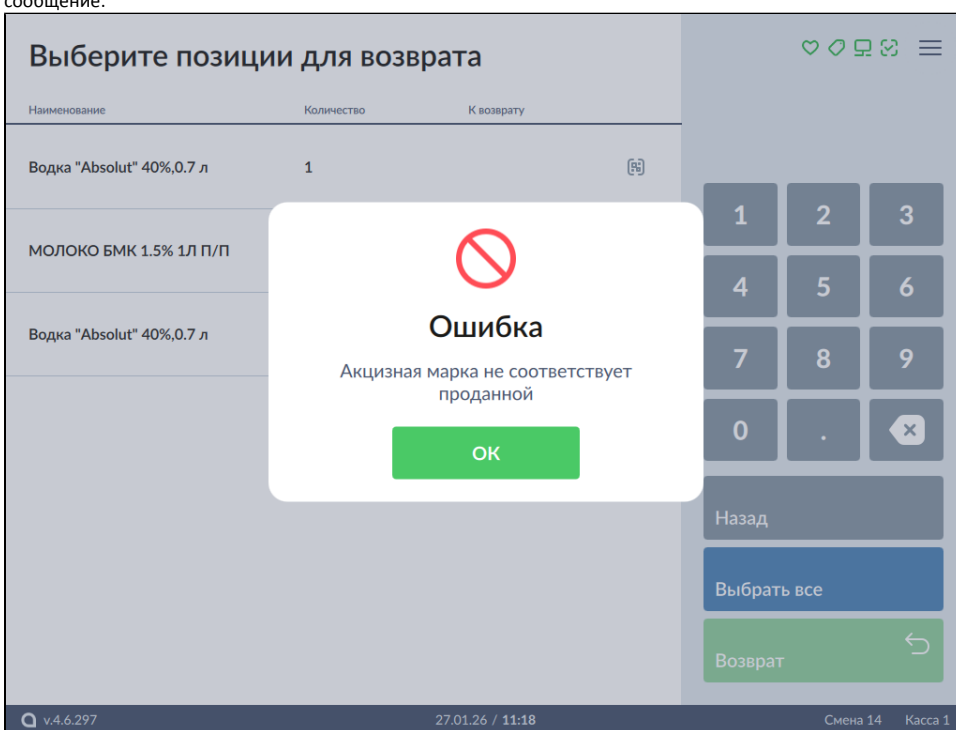 сообщение:
Выберите позиции для возврата
Наименование Количество К возврату
Водка "Absolut" 40%,0.7 л 1
МОЛОКО БМК 1.5% 1Л П/П
Водка "Absolut" 40%,0.7 л
Ошибка
Акцизная марка не соответствует
проданной
ОК
1 2 3
4 5 6
7 8 9
0 .
Назад
Выбрать все
Возврат
v.4.6.297 27.01.26 / 11:18 Смена 14 Касса 1